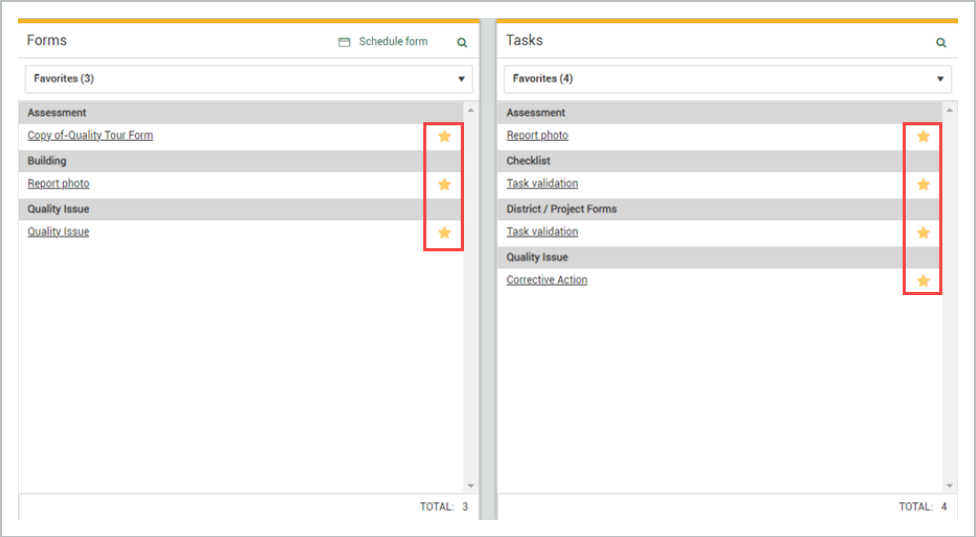 Forms
Schedule form
Favorites (3)
Assessment
Copy of-Quality Tour Form
Building
Report photo
Quality Issue
Quality Issue
TOTAL: 3
Tasks
Favorites (4)
Assessment
Report photo
Checklist
Task validation
District / Project Forms
Task validation
Quality Issue
Corrective Action
TOTAL: 4